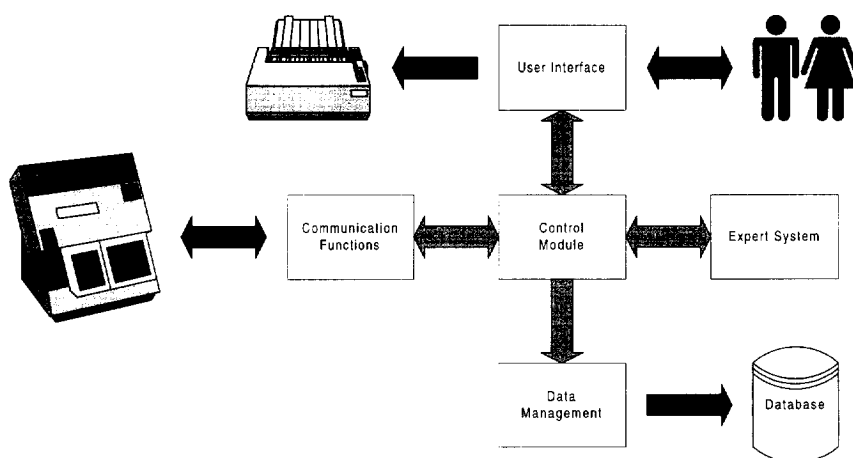 User Interface
Communication
Functions
Control
Module
Expert System
Data
Management
Database